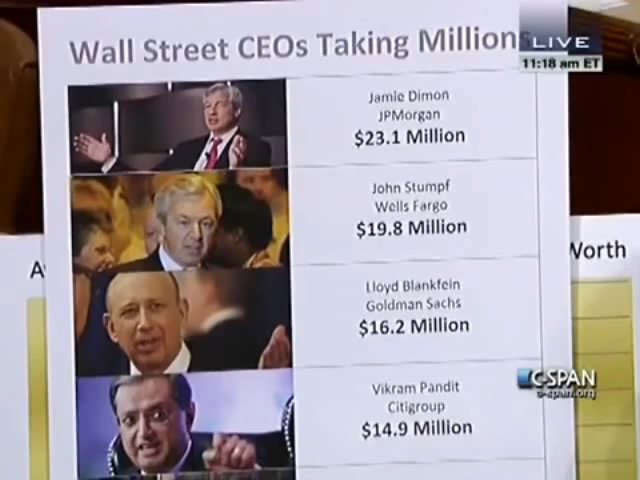 Wall Street CEOs Taking Millions
LIVE
11:18 am ET
Jamie Dimon
JPMorgan
$23.1 Million
John Stumpf
Wells Fargo
$19.8 Million
Worth
Lloyd Blankfein
Goldman Sachs
$16.2 Million
C-SPAN
c-span.org
Vikram Pandit
Citigroup
$14.9 Million